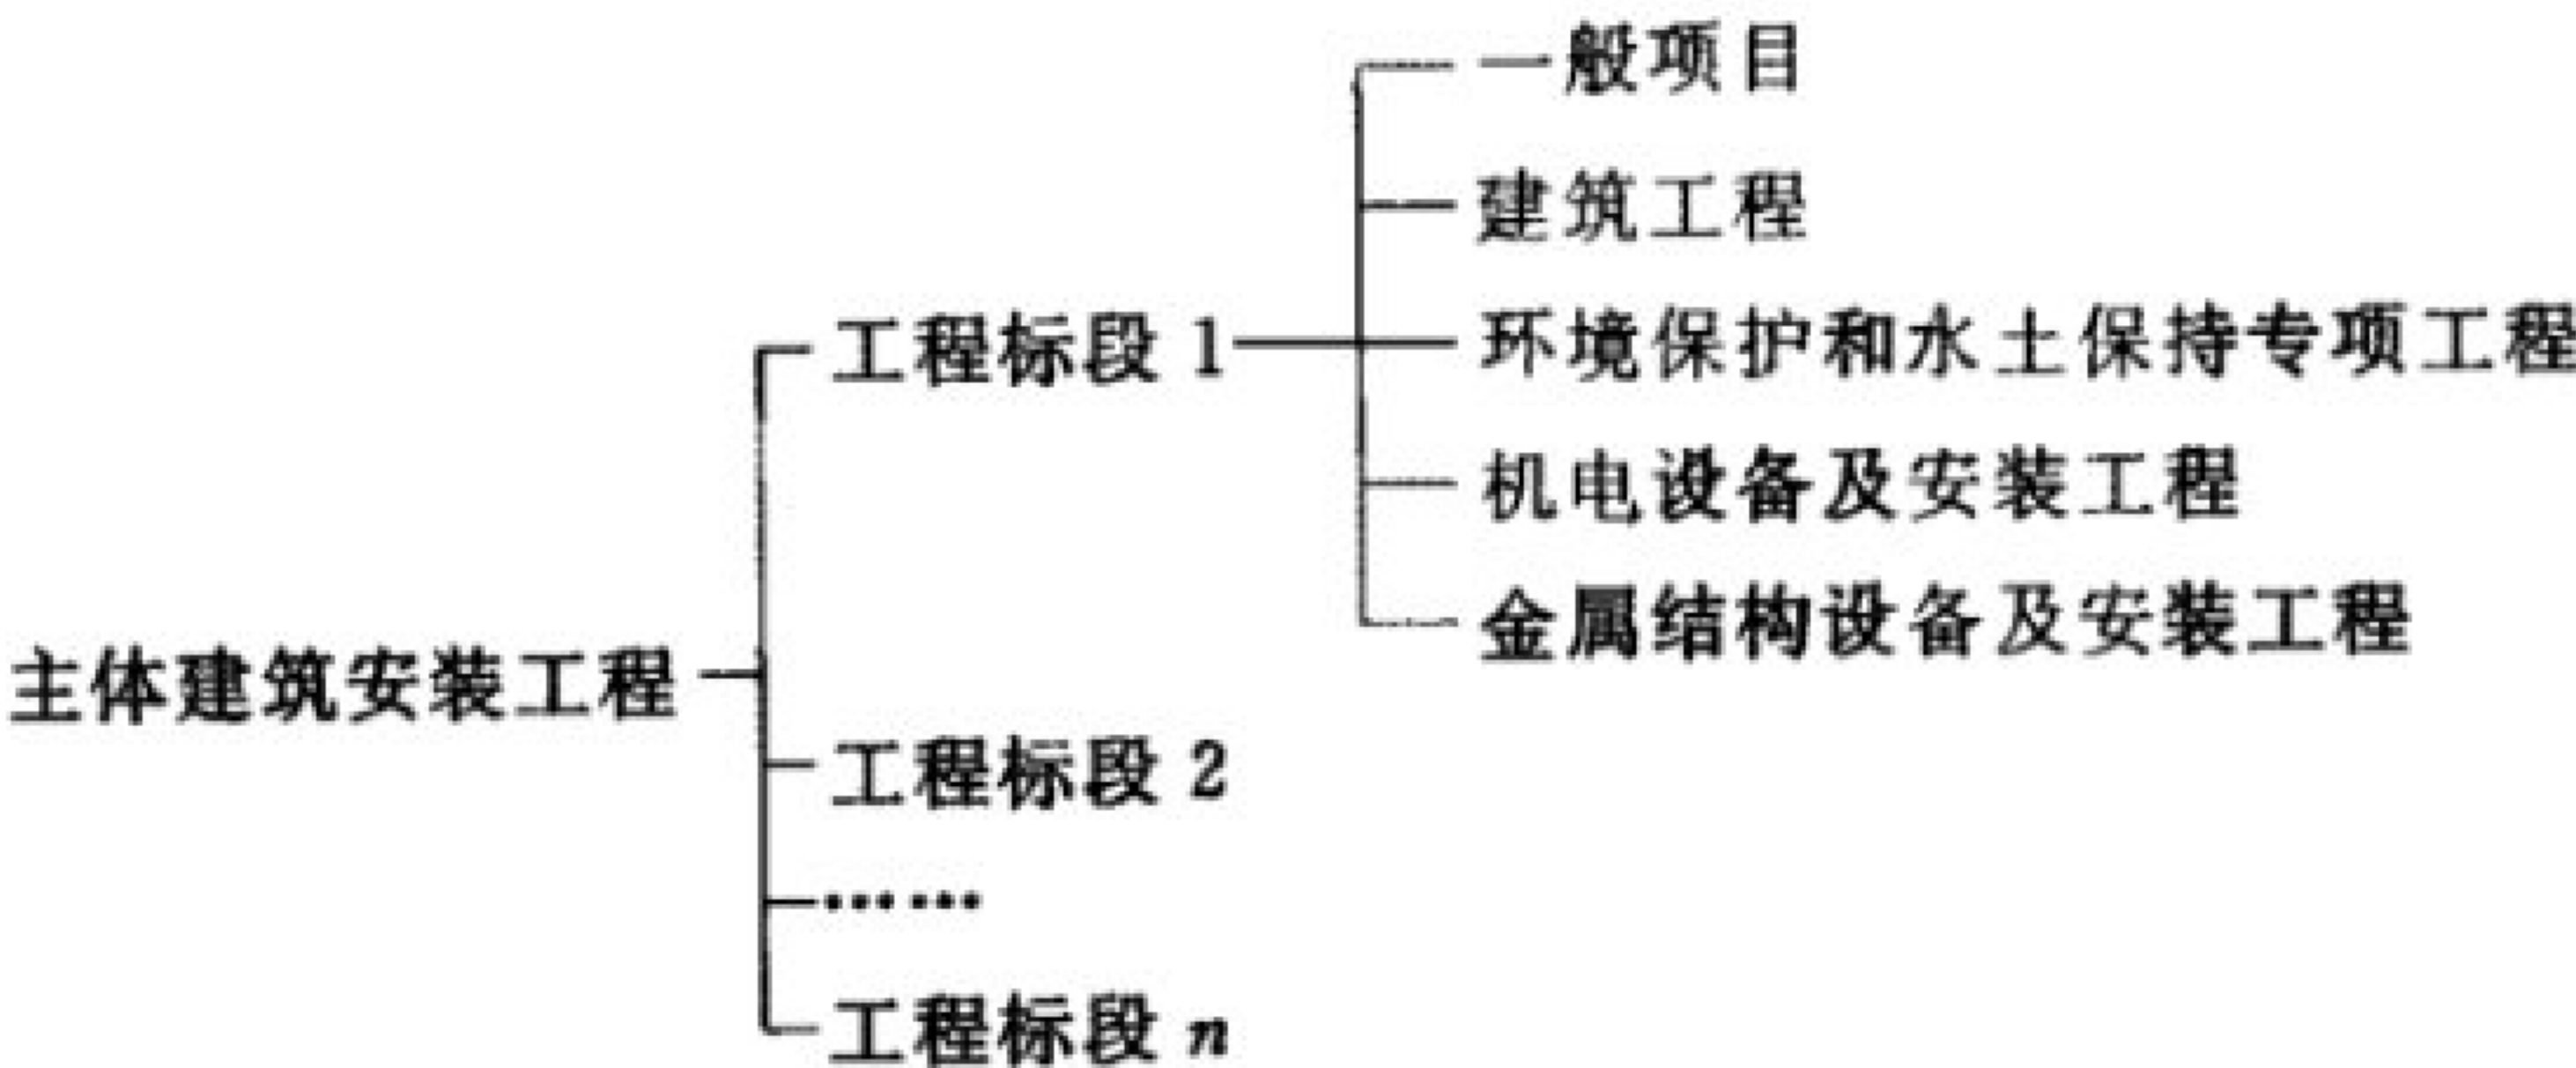 一般项目
建筑工程
工程标段 1
环境保护和水土保持专项工程
机电设备及安装工程
金属结构设备及安装工程
主体建筑安装工程
工程标段 2
……
工程标段 n